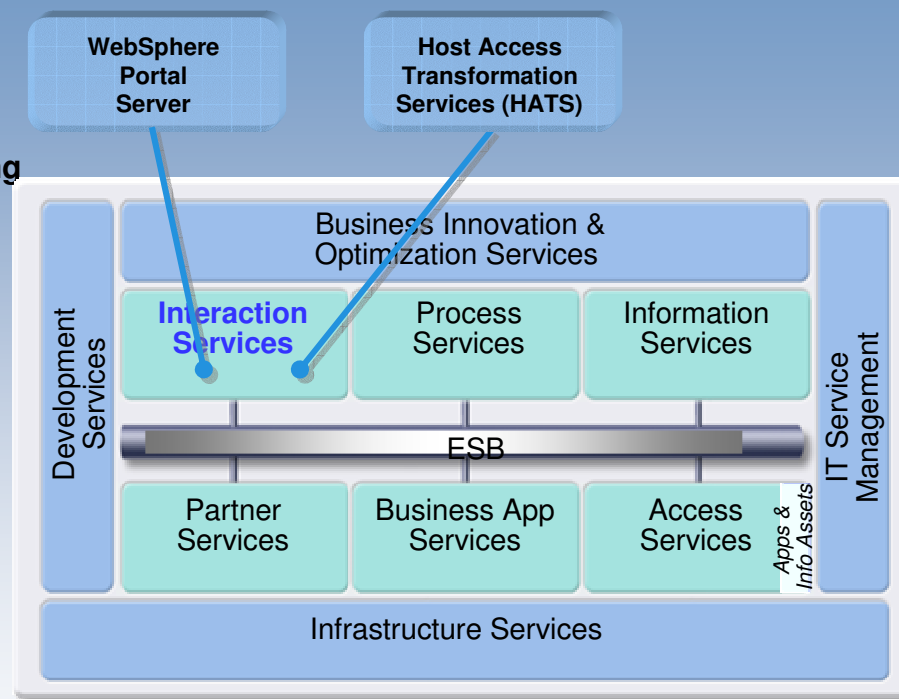 WebSphere
Portal
Server
Host Access
Transformation
Services (HATS)
Business Innovation &
Optimization Services
Development
Services
Interaction
Services
Process
Services
Information
Services
IT Service
Management
ESB
Partner
Services
Business App
Services
Access
Services
Apps &
Info Assets
Infrastructure Services